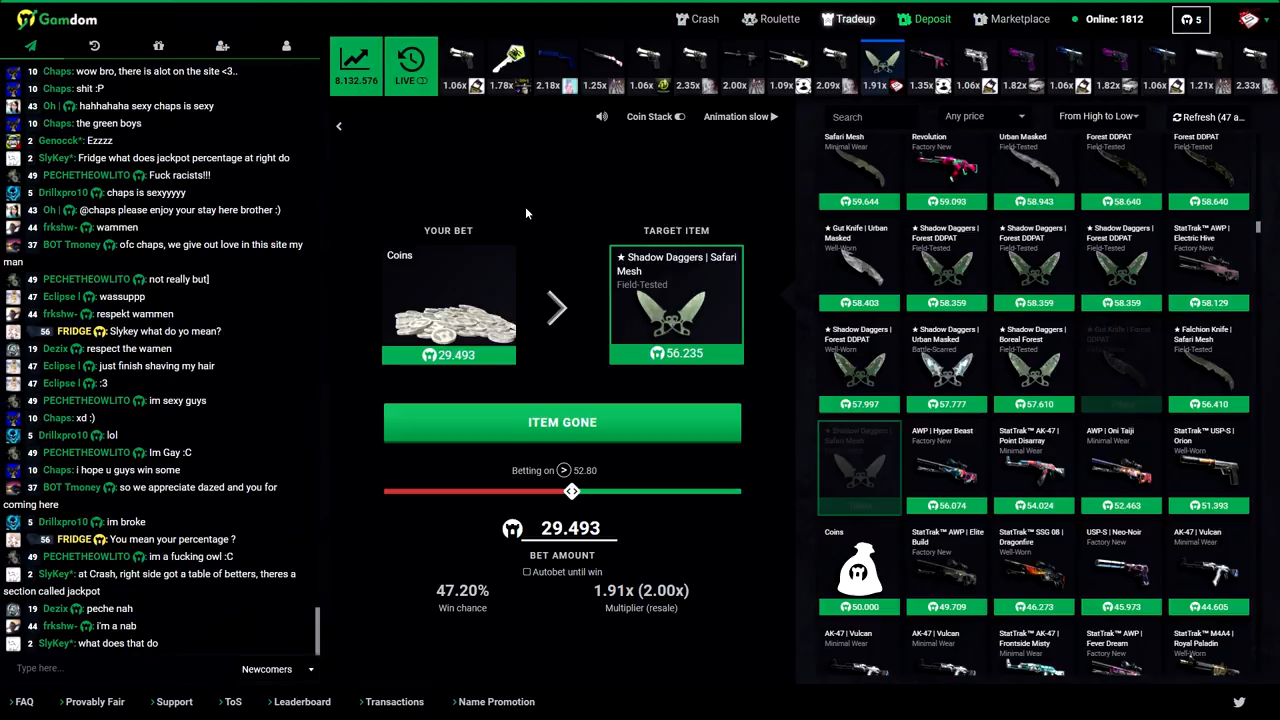 Gamdom
Crash
Roulette
Tradeup
Deposit
Marketplace
Online: 1812
5
10 Chaps: wow bro, there is alot on the site <3..
10 Chaps: shit :P
43 Oh |: hahhahaha sexy chaps is sexy
10 Chaps: the green boys
2 Genocck*: Ezzzz
2 SlyKey*: Fridge what does jackpot percentage at right do
49 PECHETHEOWLITO: Fuck racists!!!
5 Drillxpro10: chaps is sexyyyyy
43 Oh |: @chaps please enjoy your stay here brother :)
44 frkshw-: wammen
37 BOT Tmoney: ofc chaps, we give out love in this site my
man
49 PECHETHEOWLITO: not really but]
47 Eclipse l: wassuppp
44 frkshw-: respekt wammen
56 FRIDGE: Slykey what do yo mean?
19 Dezix: respect the wamen
47 Eclipse l: just finish shaving my hair
47 Eclipse l: :3
49 PECHETHEOWLITO: im sexy guys
10 Chaps: xd :)
5 Drillxpro10: lol
49 PECHETHEOWLITO: Im Gay :C
10 Chaps: i hope u guys win some
37 BOT Tmoney: so we appreciate dazed and you for
coming here
5 Drillxpro10: im broke
56 FRIDGE: You mean your percentage ?
49 PECHETHEOWLITO: im a fucking owl :C
2 SlyKey*: at Crash, right side got a table of betters, theres a
section called jackpot
19 Dezix: peche nah
44 frkshw-: i'm a nab
2 SlyKey*: what does that do
Type here...
Newcomers
8.132.576
LIVE
1.06x
1.78x
2.18x
1.25x
1.06x
2.35x
2.00x
1.09x
2.09x
1.91x
1.35x
1.06x
1.82x
1.06x
1.82x
1.06x
1.21x
2.33x
Coin Stack
Animation slow
YOUR BET
Coins
29.493
TARGET ITEM
★ Shadow Daggers | Safari
Mesh
Field-Tested
56.235
ITEM GONE
Betting on > 52.80
29.493
BET AMOUNT
Autobet until win
47.20%
Win chance
1.91x (2.00x)
Multiplier (resale)
Search
Any price
From High to Low
Refresh (47 a...
Safari Mesh
Minimal Wear
59.644
Revolution
Factory New
59.093
Urban Masked
Minimal Wear
58.943
Forest DDPAT
Field-Tested
58.640
Forest DDPAT
Field-Tested
58.640
★ Gut Knife | Urban
Masked
Well-Worn
58.403
★ Shadow Daggers |
Forest DDPAT
Field-Tested
58.359
★ Shadow Daggers |
Forest DDPAT
Field-Tested
58.359
★ Shadow Daggers |
Forest DDPAT
Field-Tested
58.359
StatTrak™ AWP |
Electric Hive
Factory New
58.129
★ Shadow Daggers |
Forest DDPAT
Well-Worn
57.997
★ Shadow Daggers |
Urban Masked
Battle-Scarred
57.777
★ Shadow Daggers |
Boreal Forest
Field-Tested
57.610
★ Gut Knife | Forest
DDPAT
★ Falchion Knife |
Safari Mesh
Well-Worn
56.410
★ Shadow Daggers |
Safari Mesh
AWP | Hyper Beast
Factory New
56.074
StatTrak™ AK-47 |
Point Disarray
Minimal Wear
54.024
AWP | Oni Taiji
Minimal Wear
52.463
StatTrak™ USP-S |
Orion
Minimal Wear
51.393
Coins
50.000
StatTrak™ AWP | Elite
Build
Factory New
49.709
StatTrak™ SSG 08 |
Dragonfire
Well-Worn
46.273
USP-S | Neo-Noir
Factory New
45.973
AK-47 | Vulcan
Minimal Wear
44.605
AK-47 | Vulcan
Minimal Wear
AK-47 | Vulcan
Minimal Wear
StatTrak™ AK-47 |
Frontside Misty
Minimal Wear
StatTrak™ AWP |
Fever Dream
Factory New
StatTrak™ M4A4 |
Royal Paladin
Well-Worn
FAQ
Provably Fair
Support
ToS
Leaderboard
Transactions
Name Promotion